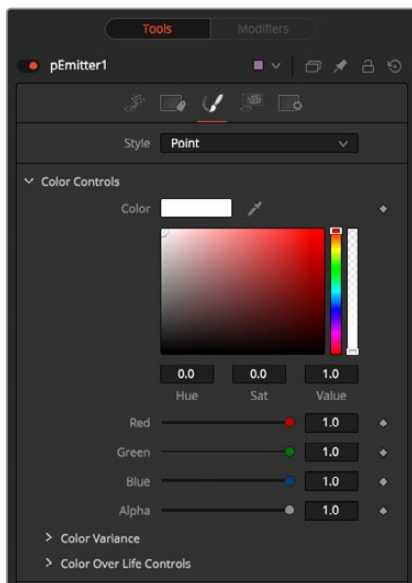 Tools Modifiers
pEmitter1
Style Point
Color Controls
Color
0.0 0.0 1.0
Hue Sat Value
Red 1.0
Green 1.0
Blue 1.0
Alpha 1.0
Color Variance
Color Over Life Controls